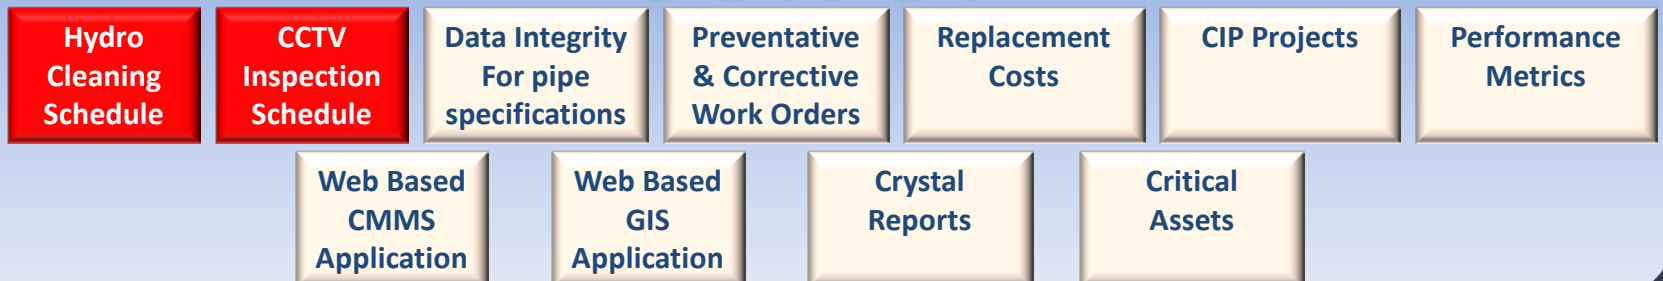 Hydro
Cleaning
Schedule
CCTV
Inspection
Schedule
Data Integrity
For pipe
specifications
Preventative
& Corrective
Work Orders
Replacement
Costs
CIP Projects
Performance
Metrics
Web Based
CMMS
Application
Web Based
GIS
Application
Crystal
Reports
Critical
Assets